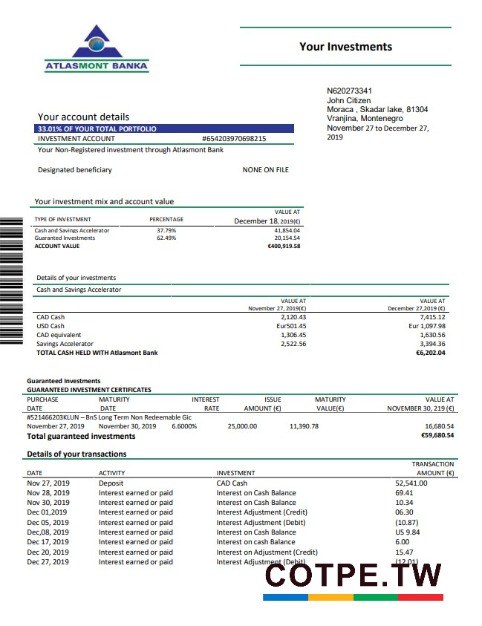 ATLASMONT BANKA
Your Investments
N620273341
John Citizen
Moraca , Skadar lake, 81304
Vranjina, Montenegro
November 27 to December 27,
2019
Your account details
33.01% OF YOUR TOTAL PORTFOLIO
INVESTMENT ACCOUNT #654203970698215
Your Non-Registered investment through Atlasmont Bank
Designated beneficiary NONE ON FILE
Your investment mix and account value
VALUE AT
TYPE OF INVESTMENT PERCENTAGE December 18, 2019(€)
Cash and Savings Accelerator 37.79% 41,854.04
Guaranted Investments 62.49% 20,154.54
ACCOUNT VALUE €400,919.58
Details of your investments
Cash and Savings Accelerator
VALUE AT VALUE AT
November 27, 2019(€) December 27,2019 (€)
CAD Cash 2,120.43 7,415.12
USD Cash Eur501.45 Eur 1,097.98
CAD equivalent 1,306.45 1,630.56
Savings Accelerator 2,522.56 3,394.36
TOTAL CASH HELD WITH Atlasmont Bank €6,202.04
Guaranteed Investments
GUARANTEED INVESTMENT CERTIFICATES
PURCHASE MATURITY INTEREST ISSUE MATURITY VALUE AT
DATE DATE RATE AMOUNT (€) VALUE(€) NOVEMBER 30, 219 (€)
#521466203KLUN – Bn5 Long Term Non Redeemable Gic
November 27, 2019 November 30, 2019 6.6000% 25,000.00 11,390.78 16,680.54
Total guaranteed investments €59,680.54
Details of your transactions
TRANSACTION
DATE ACTIVITY INVESTMENT AMOUNT (€)
Nov 27, 2019 Deposit CAD Cash 52,541.00
Nov 28, 2019 Interest earned or paid Interest on Cash Balance 69.41
Nov 30, 2019 Interest earned or paid Interest on Cash Balance 10.34
Dec 01,2019 Interest earned or paid Interest Adjustment (Credit) 06.30
Dec 05, 2019 Interest earned or paid Interest Adjustment (Debit) (10.87)
Dec,08, 2019 Interest earned or paid Interest on Cash Balance US 9.84
Dec 17, 2019 Interest earned or paid Interest on cash Balance 6.00
Dec 20, 2019 Interest earned or paid Interest on Adjustment (Credit) 15.47
Dec 27, 2019 Interest earned or paid Interest Adjustment (Debit) (12.01)
COTPE.TW